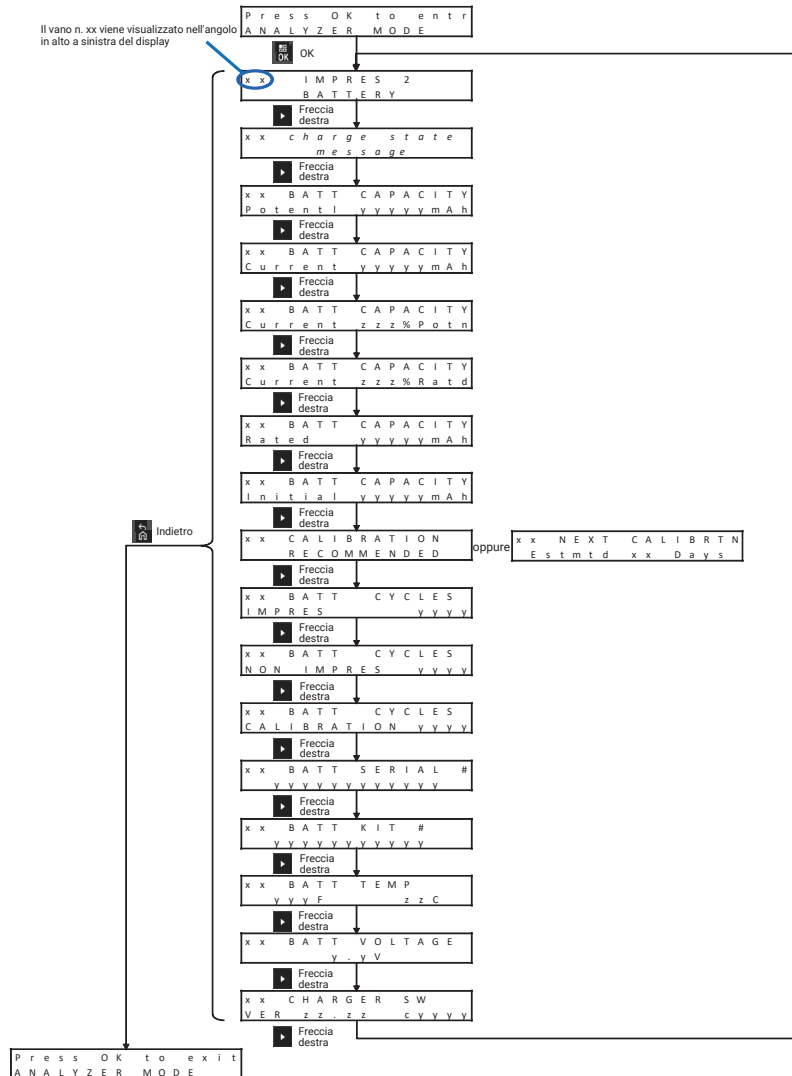 Press OK to entr
ANALYZER MODE
Il vano n. xx viene visualizzato nell'angolo
in alto a sinistra del display
OK
OK
xx IMPRES 2
BATTERY
Freccia
destra
xx charge state
message
Freccia
destra
xx BATT CAPACITY
Potentl yyyyymAh
Freccia
destra
xx BATT CAPACITY
Current yyyyymAh
Freccia
destra
xx BATT CAPACITY
Current zzz%Potn
Freccia
destra
xx BATT CAPACITY
Current zzz%Ratd
Freccia
destra
xx BATT CAPACITY
Rated yyyyymAh
Freccia
destra
xx BATT CAPACITY
Initial yyyyymAh
Freccia
destra
Indietro
xx CALIBRATION
RECOMMENDED
oppure
xx NEXT CALIBRTN
Estmtd xx Days
Freccia
destra
xx BATT CYCLES
IMPRES yyyy
Freccia
destra
xx BATT CYCLES
NON IMPRES yyyy
Freccia
destra
xx BATT CYCLES
CALIBRATION yyyy
Freccia
destra
xx BATT SERIAL #
yyyyyyyyyyyy
Freccia
destra
xx BATT KIT #
yyyyyyyyyyy
Freccia
destra
xx BATT TEMP
yyyF zzC
Freccia
destra
xx BATT VOLTAGE
y.yV
Freccia
destra
xx CHARGER SW
VER zz.zz cyyyy
Freccia
destra
Press OK to exit
ANALYZER MODE